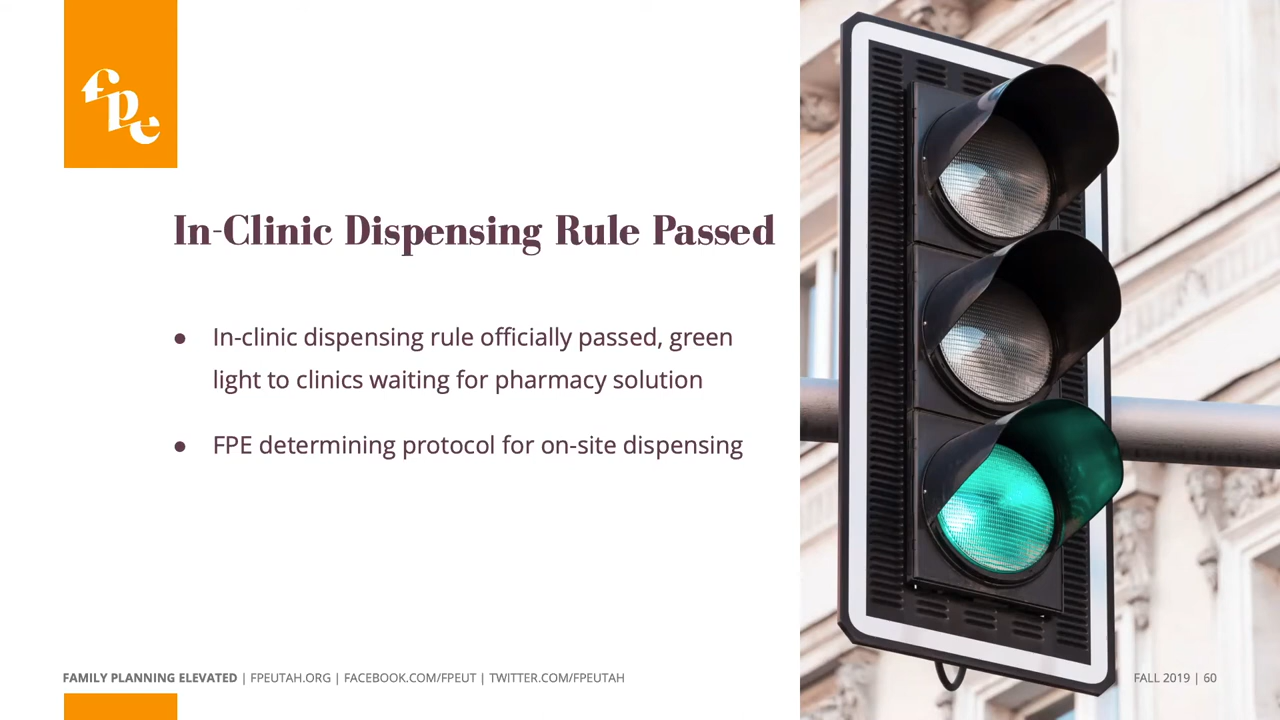 fpe
In-Clinic Dispensing Rule Passed
● In-clinic dispensing rule officially passed, green
light to clinics waiting for pharmacy solution
● FPE determining protocol for on-site dispensing
FAMILY PLANNING ELEVATED | FPEUTAH.ORG | FACEBOOK.COM/FPEUT | TWITTER.COM/FPEUTAH
FALL 2019 | 60